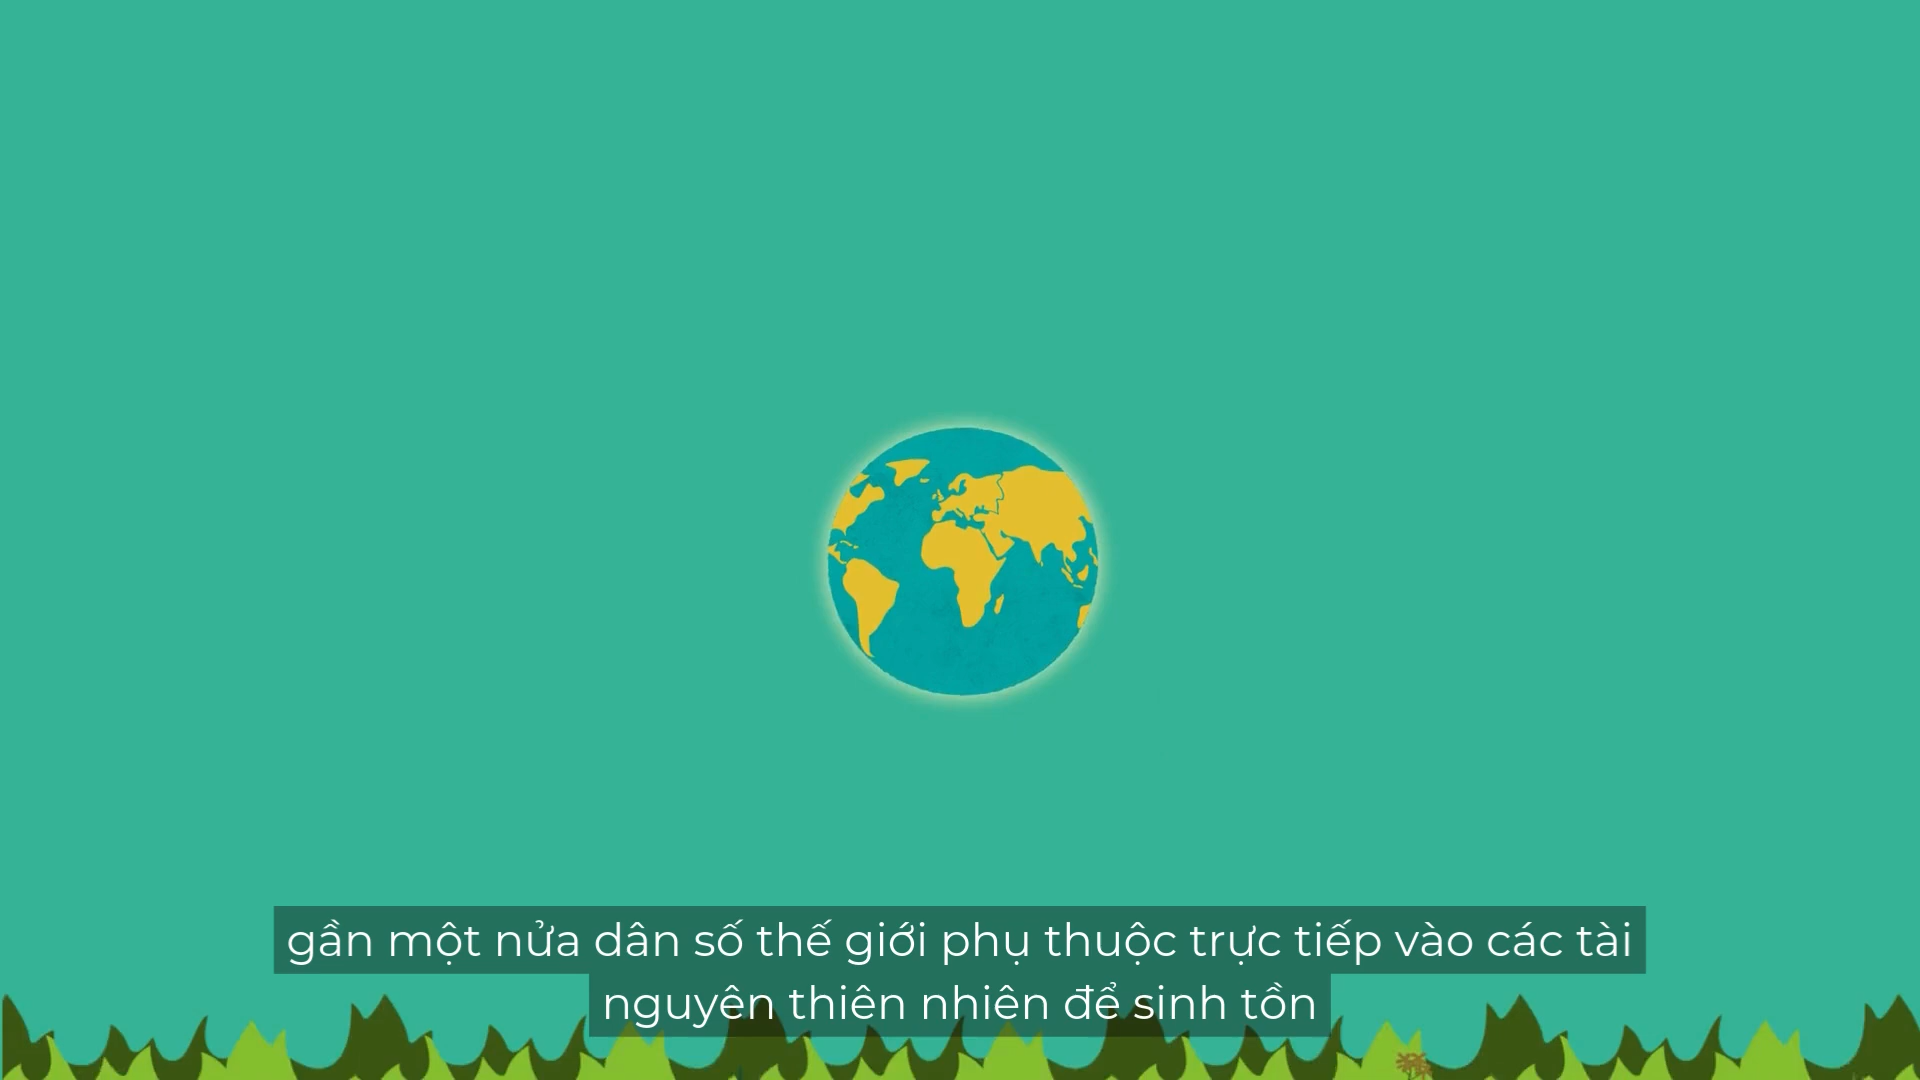 gần một nửa dân số thế giới phụ thuộc trực tiếp vào các tài
nguyên thiên nhiên để sinh tồn